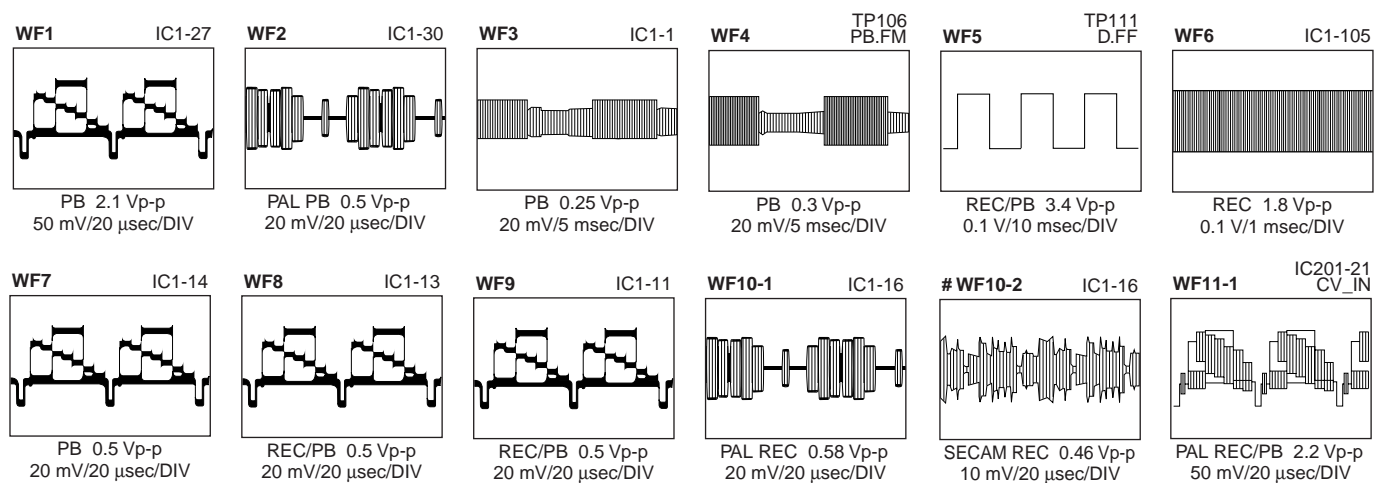 WF1 IC1-27
PB 2.1 Vp-p
50 mV/20 µsec/DIV
WF2 IC1-30
PAL PB 0.5 Vp-p
20 mV/20 µsec/DIV
WF3 IC1-1
PB 0.25 Vp-p
20 mV/5 msec/DIV
TP106
WF4 PB.FM
PB 0.3 Vp-p
20 mV/5 msec/DIV
TP111
WF5 D.FF
REC/PB 3.4 Vp-p
0.1 V/10 msec/DIV
WF6 IC1-105
REC 1.8 Vp-p
0.1 V/1 msec/DIV
WF7 IC1-14
PB 0.5 Vp-p
20 mV/20 µsec/DIV
WF8 IC1-13
REC/PB 0.5 Vp-p
20 mV/20 µsec/DIV
WF9 IC1-11
REC/PB 0.5 Vp-p
20 mV/20 µsec/DIV
WF10-1 IC1-16
PAL REC 0.58 Vp-p
20 mV/20 µsec/DIV
# WF10-2 IC1-16
SECAM REC 0.46 Vp-p
10 mV/20 µsec/DIV
IC201-21
WF11-1 CV_IN
PAL REC/PB 2.2 Vp-p
50 mV/20 µsec/DIV